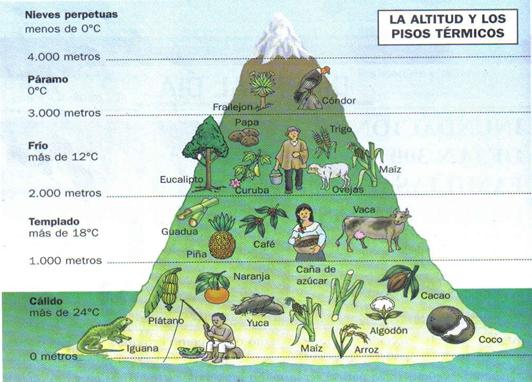 LA ALTITUD Y LOS
PISOS TÉRMICOS
Nieves perpetuas
menos de 0°C
4.000 metros
Páramo
0°C
Frailejon
Cóndor
3.000 metros
Papa
Trigo
Frío
más de 12°C
Maíz
Eucalipto
Curuba
Ovejas
2.000 metros
Templado
más de 18°C
Guadua
Vaca
Piña
Café
1.000 metros
Caña de
azúcar
Naranja
Cacao
Cálido
más de 24°C
Plátano
Yuca
Algodón
Coco
Iguana
Maíz
Arroz
0 metros